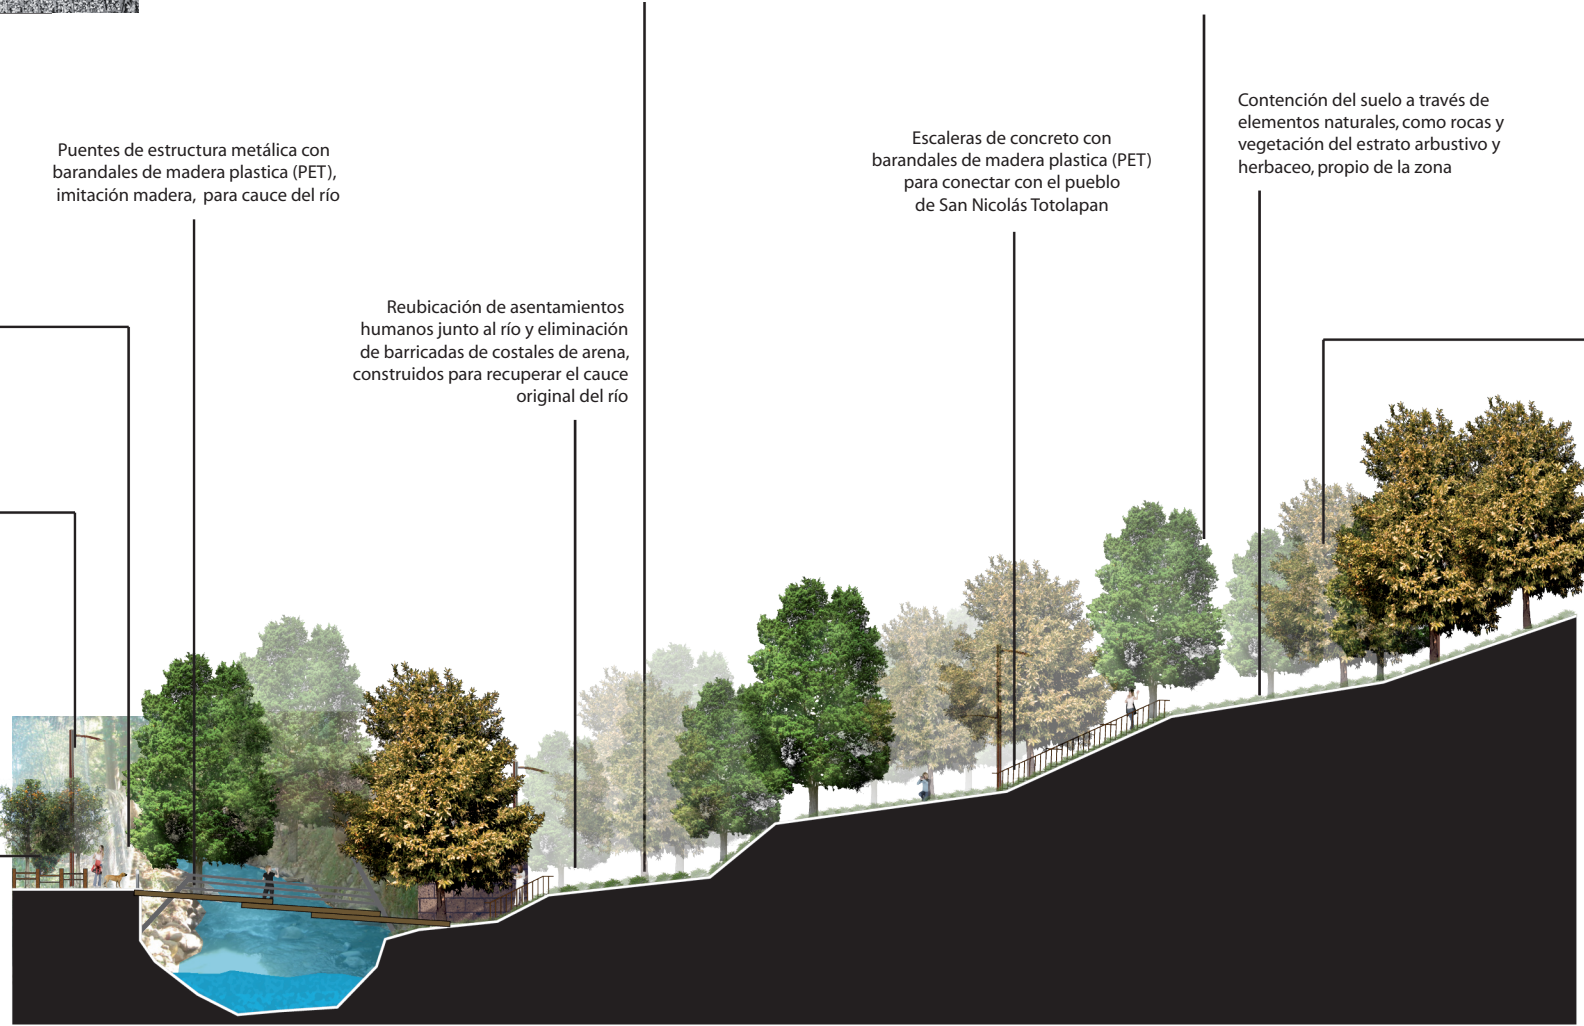 Puentes de estructura metálica con
barandales de madera plastica (PET),
imitación madera, para cauce del río
Reubicación de asentamientos
humanos junto al río y eliminación
de barricadas de costales de arena,
construidos para recuperar el cauce
original del río
Escaleras de concreto con
barandales de madera plastica (PET)
para conectar con el pueblo
de San Nicolás Totolapan
Contención del suelo a través de
elementos naturales, como rocas y
vegetación del estrato arbustivo y
herbaceo, propio de la zona